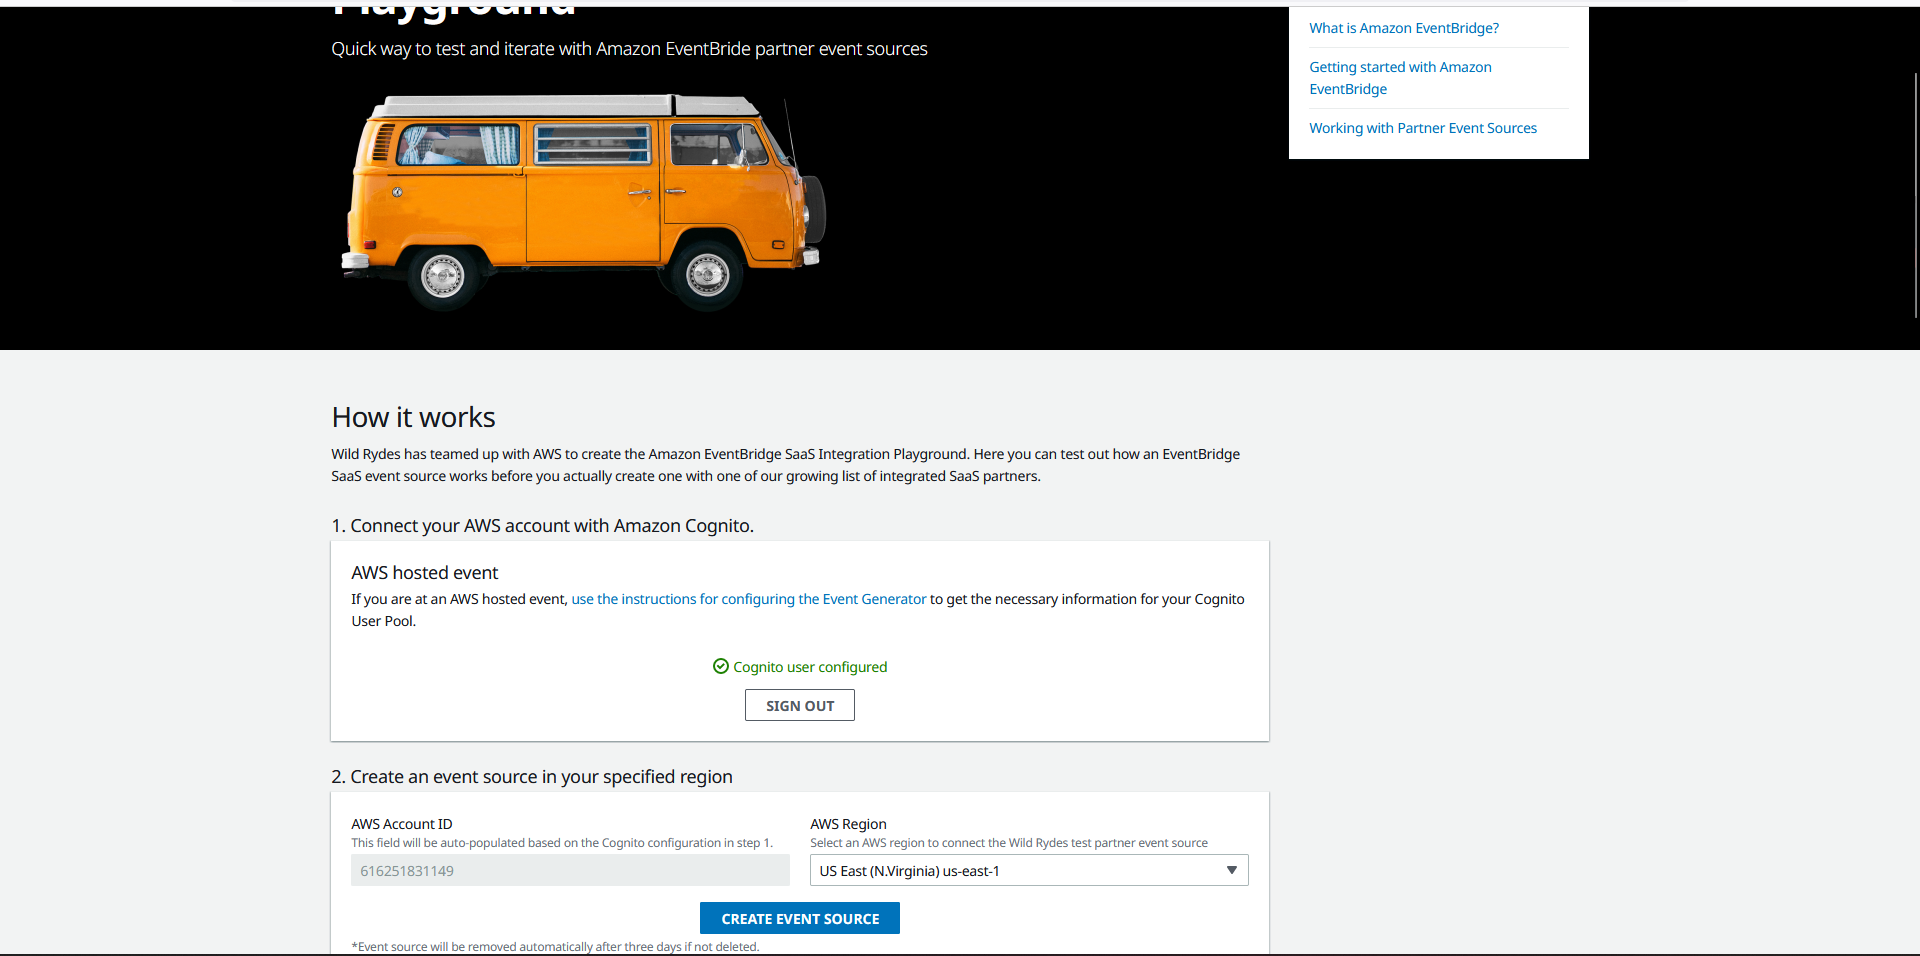 Playground
Quick way to test and iterate with Amazon EventBride partner event sources
What is Amazon EventBridge?
Getting started with Amazon
EventBridge
Working with Partner Event Sources
How it works
Wild Rydes has teamed up with AWS to create the Amazon EventBridge SaaS Integration Playground. Here you can test out how an EventBridge
SaaS event source works before you actually create one with one of our growing list of integrated SaaS partners.
1. Connect your AWS account with Amazon Cognito.
AWS hosted event
If you are at an AWS hosted event, use the instructions for configuring the Event Generator to get the necessary information for your Cognito
User Pool.
Cognito user configured
SIGN OUT
2. Create an event source in your specified region
AWS Account ID
This field will be auto-populated based on the Cognito configuration in step 1.
616251831149
AWS Region
Select an AWS region to connect the Wild Rydes test partner event source
US East (N.Virginia) us-east-1
CREATE EVENT SOURCE
*Event source will be removed automatically after three days if not deleted.